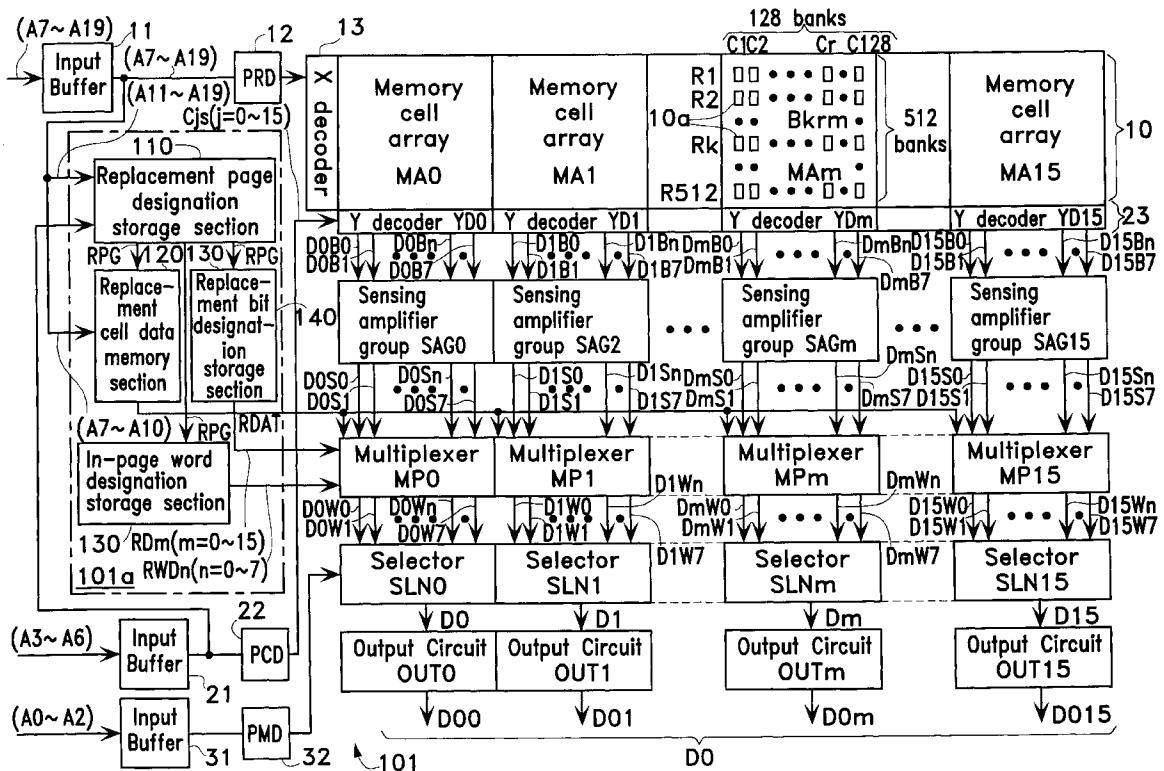 128 banks
(A7~A19)
11
12
13
C1 C2 Cr C128
Input Buffer
(A7~A19)
PRD
(A11~A19)
Cjs(j=0~15)
X decoder
Memory cell array MA0
Memory cell array MA1
R1
R2
10a
Rk
R512
Bkrm
MAm
512 banks
Memory cell array MA15
10
110
Replacement page designation storage section
Y decoder YD0
Y decoder YD1
Y decoder YDm
Y decoder YD15
23
RPG
120
130
RPG
D0B0
D0B1
D0Bn
D0B7
D1B0
D1B1
D1Bn
D1B7
DmB0
DmB1
DmBn
DmB7
D15B0
D15B1
D15Bn
D15B7
Replace-
ment
cell data
memory
section
Replace-
ment bit
designat-
ion
storage
section
140
Sensing amplifier group SAG0
Sensing amplifier group SAG2
Sensing amplifier group SAGm
Sensing amplifier group SAG15
D0S0
D0S1
D0Sn
D0S7
D1S0
D1S1
D1Sn
D1S7
DmS0
DmS1
DmSn
DmS7
D15S0
D15S1
D15Sn
D15S7
(A7~A10)
RPG
RDAT
In-page word designation storage section
Multiplexer MP0
Multiplexer MP1
Multiplexer MPm
Multiplexer MP15
D0W0
D0W1
D0Wn
D0W7
D1W0
D1W1
D1Wn
D1W7
DmW0
DmW1
DmWn
DmW7
D15W0
D15W1
D15Wn
D15W7
130
RDm(m=0~15)
101a
RWDn(n=0~7)
Selector SLN0
Selector SLN1
Selector SLNm
Selector SLN15
22
D0
D1
Dm
D15
(A3~A6)
Input Buffer
PCD
21
Output Circuit OUT0
Output Circuit OUT1
Output Circuit OUTm
Output Circuit OUT15
(A0~A2)
Input Buffer
PMD
31
32
D00
D01
D0m
D015
101
D0